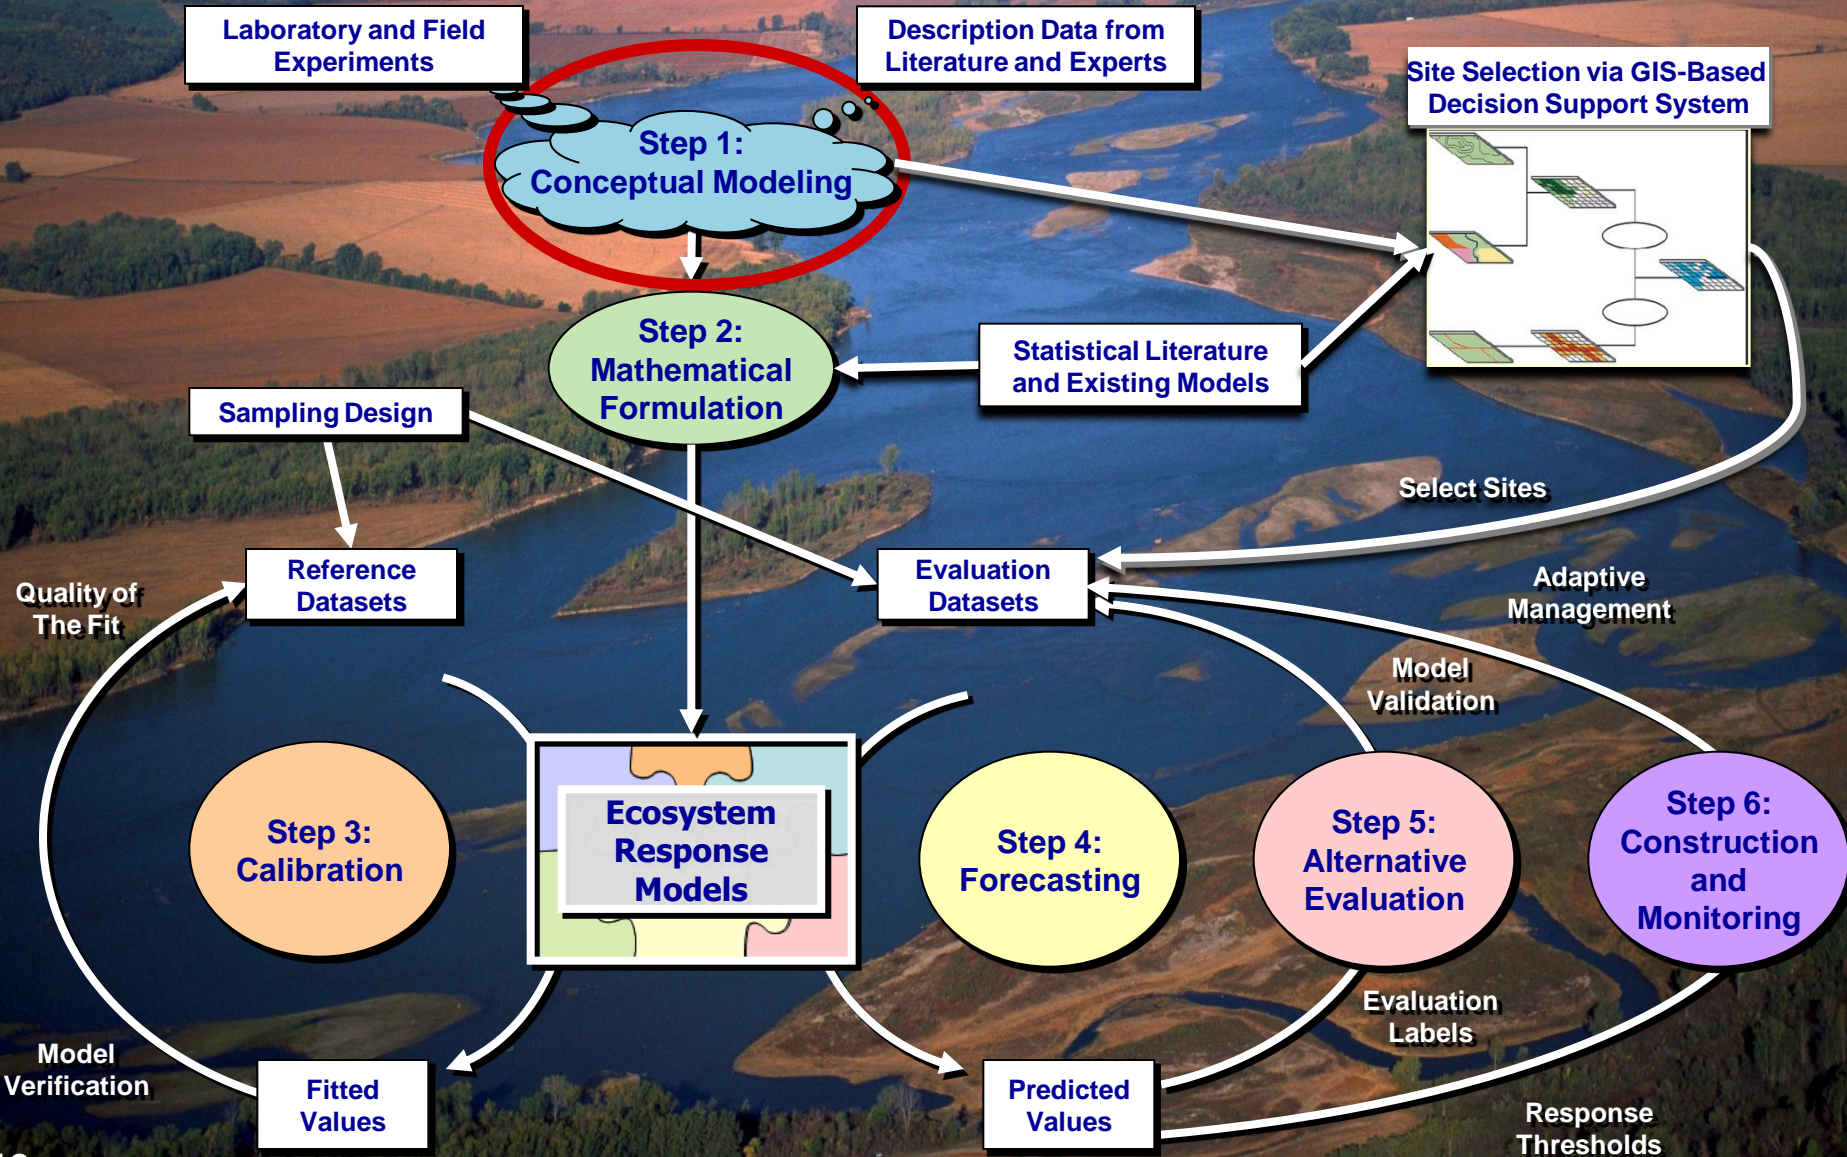 Laboratory and Field
Experiments
Description Data from
Literature and Experts
Site Selection via GIS-Based
Decision Support System
Step 1:
Conceptual Modeling
Step 2:
Mathematical
Formulation
Statistical Literature
and Existing Models
Sampling Design
Select Sites
Reference
Datasets
Evaluation
Datasets
Quality of
The Fit
Adaptive
Management
Model
Validation
Step 3:
Calibration
Ecosystem
Response
Models
Step 4:
Forecasting
Step 5:
Alternative
Evaluation
Step 6:
Construction
and
Monitoring
Evaluation
Labels
Model
Verification
Fitted
Values
Predicted
Values
Response
Thresholds